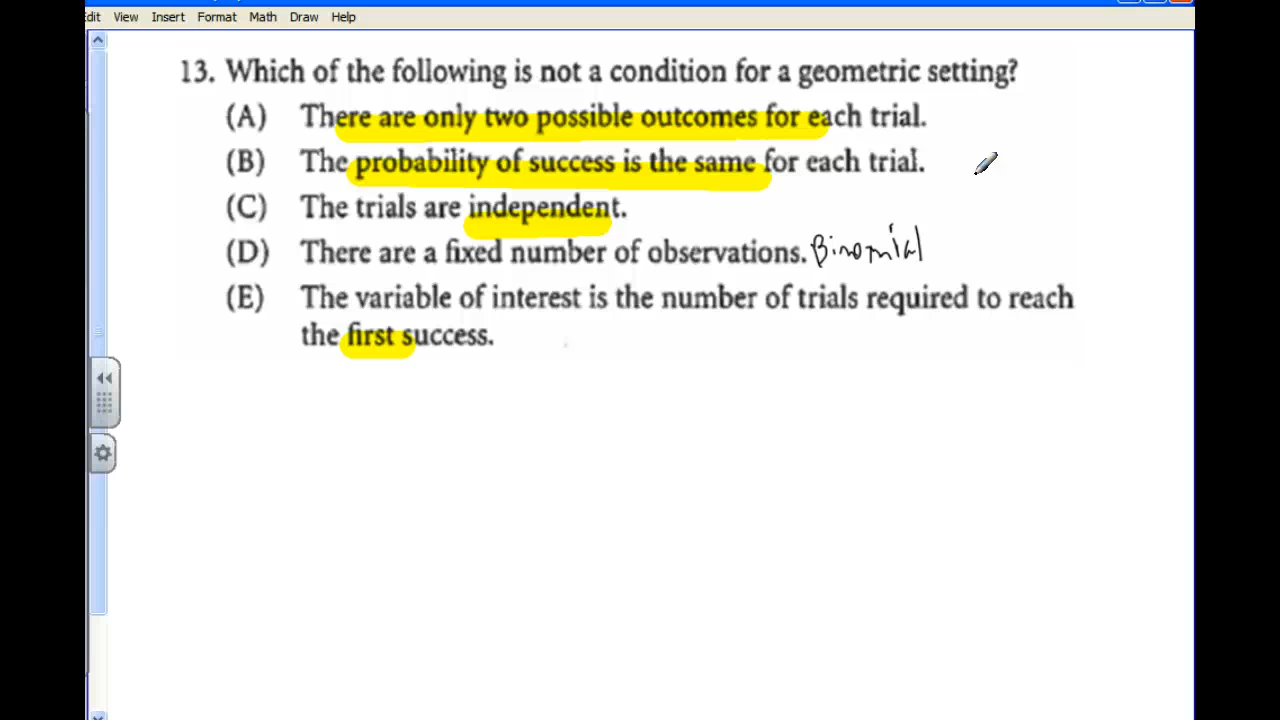 dit View Insert Format Math Draw Help
13. Which of the following is not a condition for a geometric setting?
(A) There are only two possible outcomes for each trial.
(B) The probability of success is the same for each trial.
(C) The trials are independent.
(D) There are a fixed number of observations. Binomial
(E) The variable of interest is the number of trials required to reach
the first success.